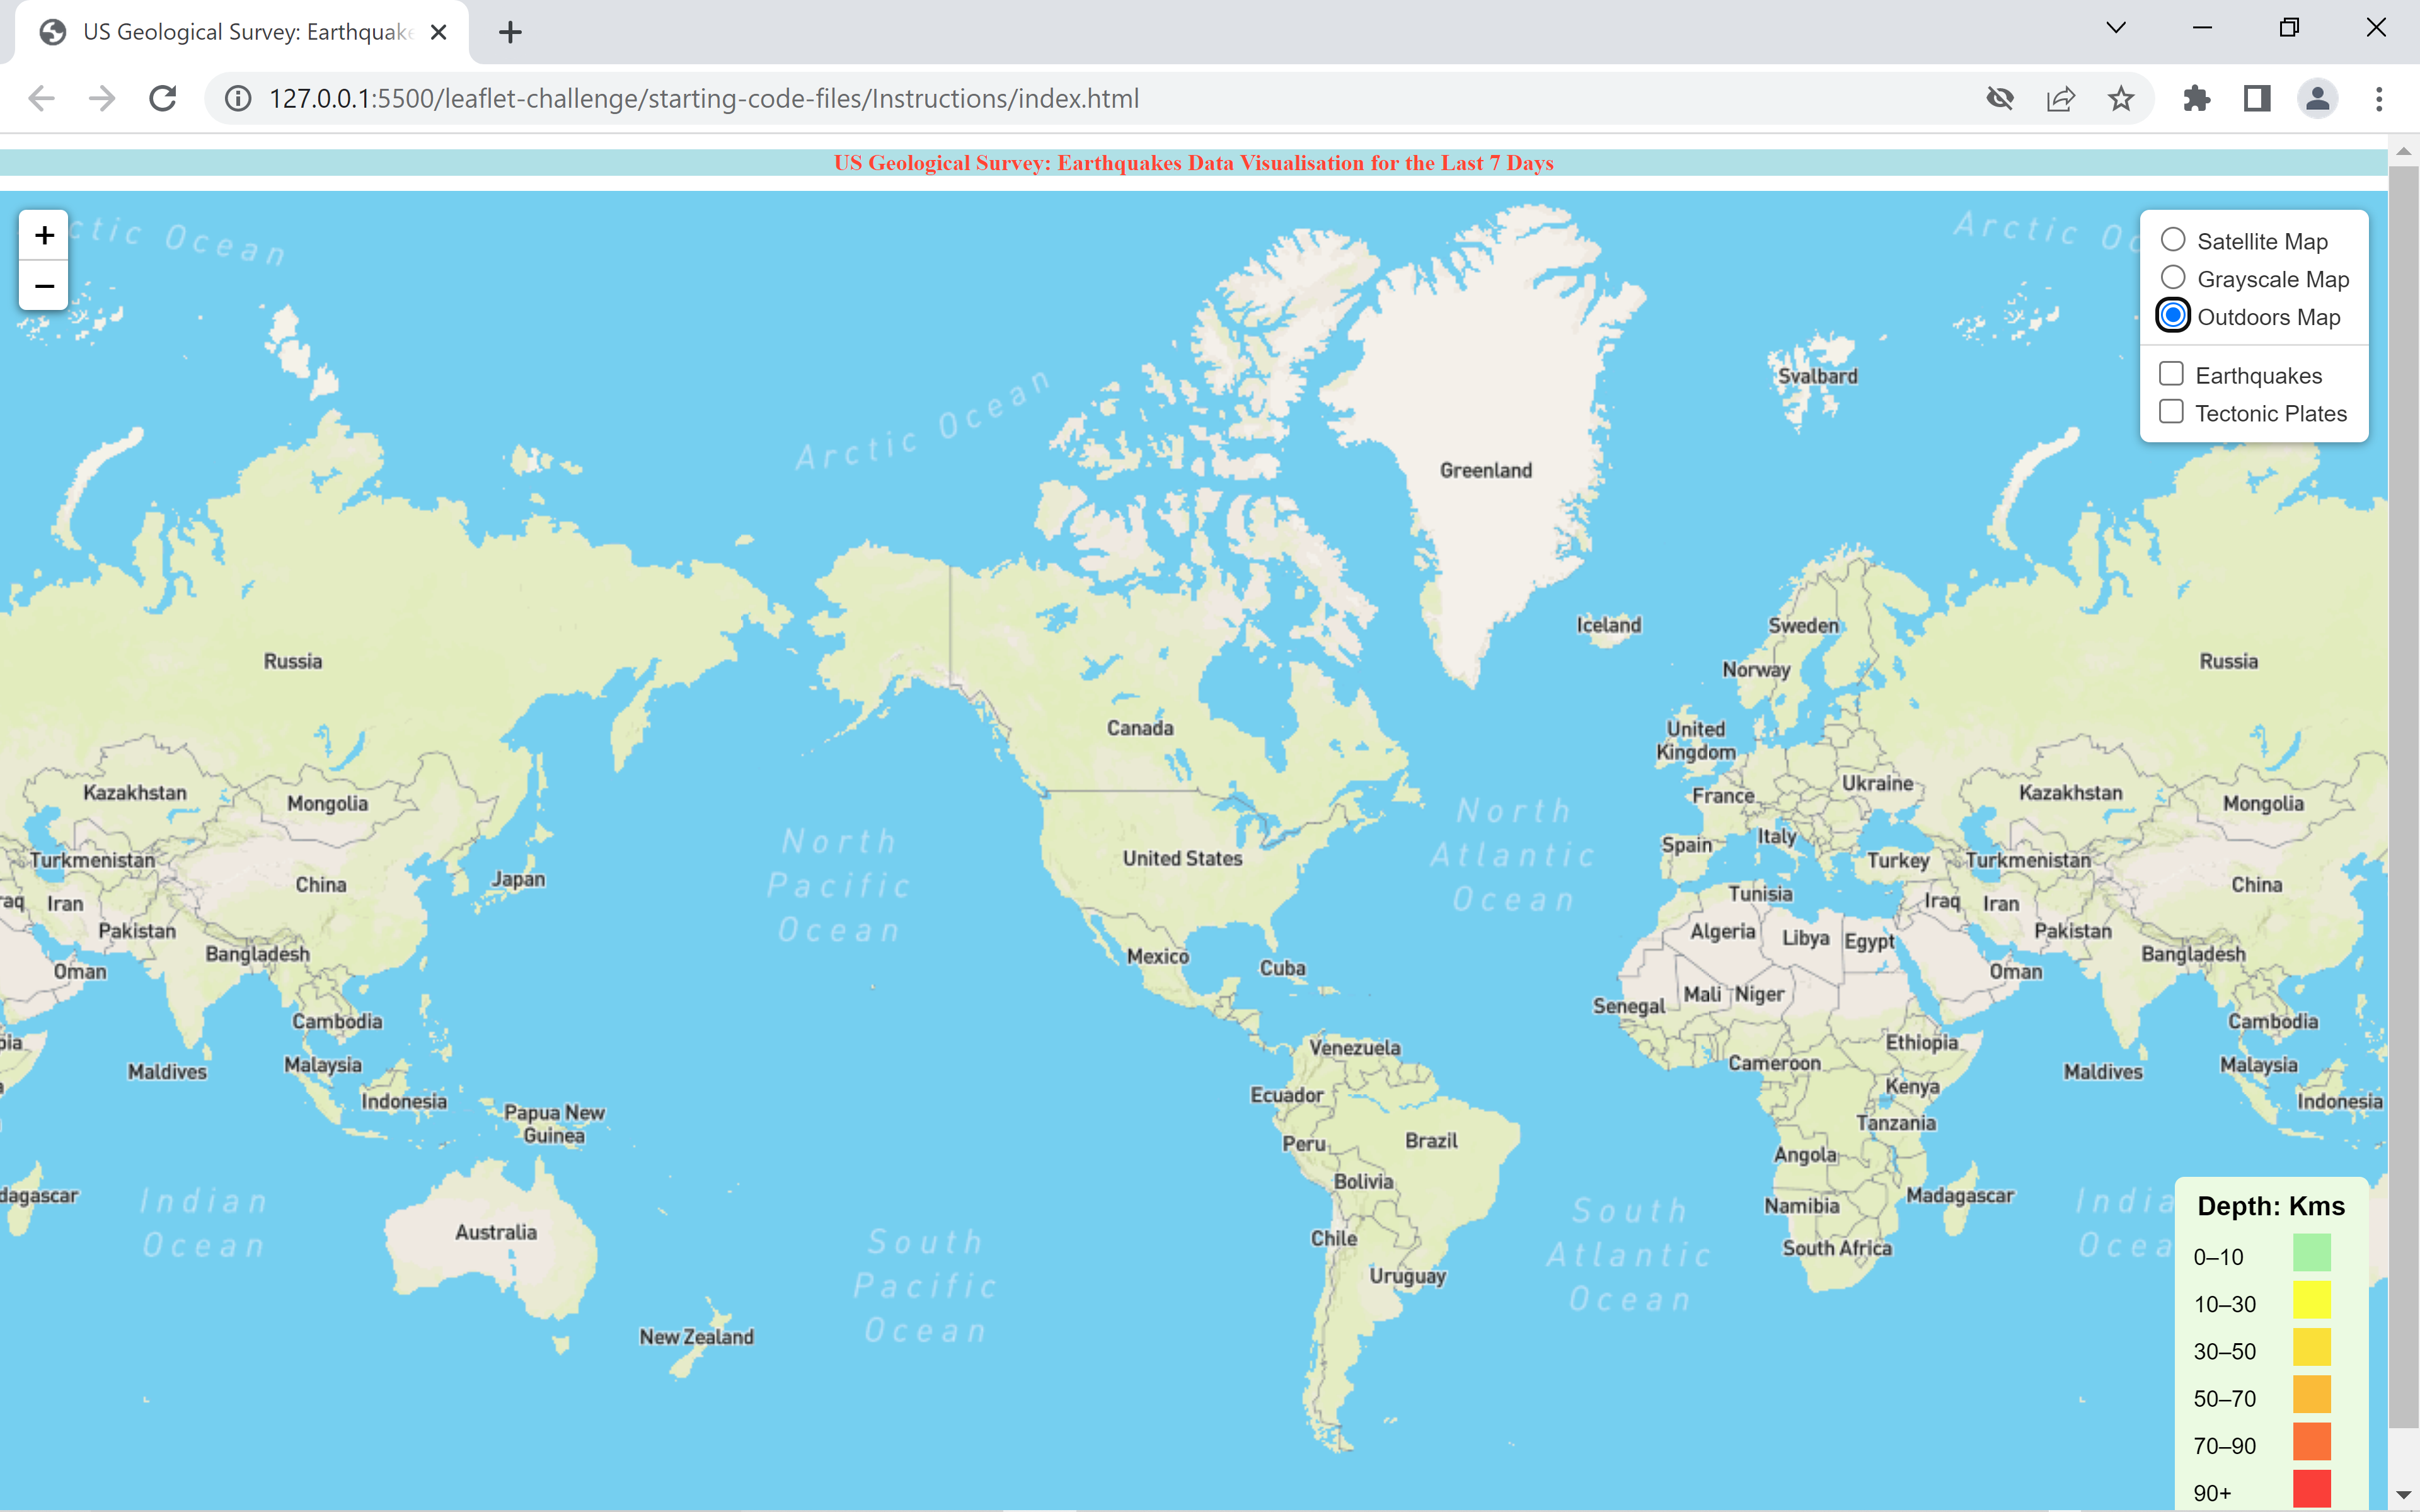 US Geological Survey: Earthquake
127.0.0.1:5500/leaflet-challenge/starting-code-files/Instructions/index.html
US Geological Survey: Earthquakes Data Visualisation for the Last 7 Days
+
−
Satellite Map
Grayscale Map
Outdoors Map
Earthquakes
Tectonic Plates
ctic Ocean
Arctic Oc
Arctic Ocean
Svalbard
Greenland
Iceland
Sweden
Norway
Russia
Russia
Canada
United
Kingdom
Ukraine
France
Kazakhstan
Mongolia
Kazakhstan
Mongolia
North
Pacific
Ocean
North
Atlantic
Ocean
Italy
Spain
Turkey
Turkmenistan
Turkmenistan
United States
Japan
China
China
Tunisia
raq
Iran
Iraq
Iran
Pakistan
Algeria
Libya
Egypt
Pakistan
Bangladesh
Bangladesh
Mexico
Cuba
Oman
Oman
Mali
Niger
Senegal
Cambodia
Cambodia
pia
Venezuela
Ethiopia
Cameroon
Malaysia
Malaysia
Maldives
Maldives
Kenya
Ecuador
Indonesia
Indonesia
Papua New
Guinea
Tanzania
Peru
Brazil
Angola
Bolivia
dagascar
Madagascar
Namibia
Indian
Ocean
South
Atlantic
Ocean
India
Ocea
Australia
South
Pacific
Ocean
Chile
South Africa
Uruguay
New Zealand
Depth: Kms
0–10
10–30
30–50
50–70
70–90
90+